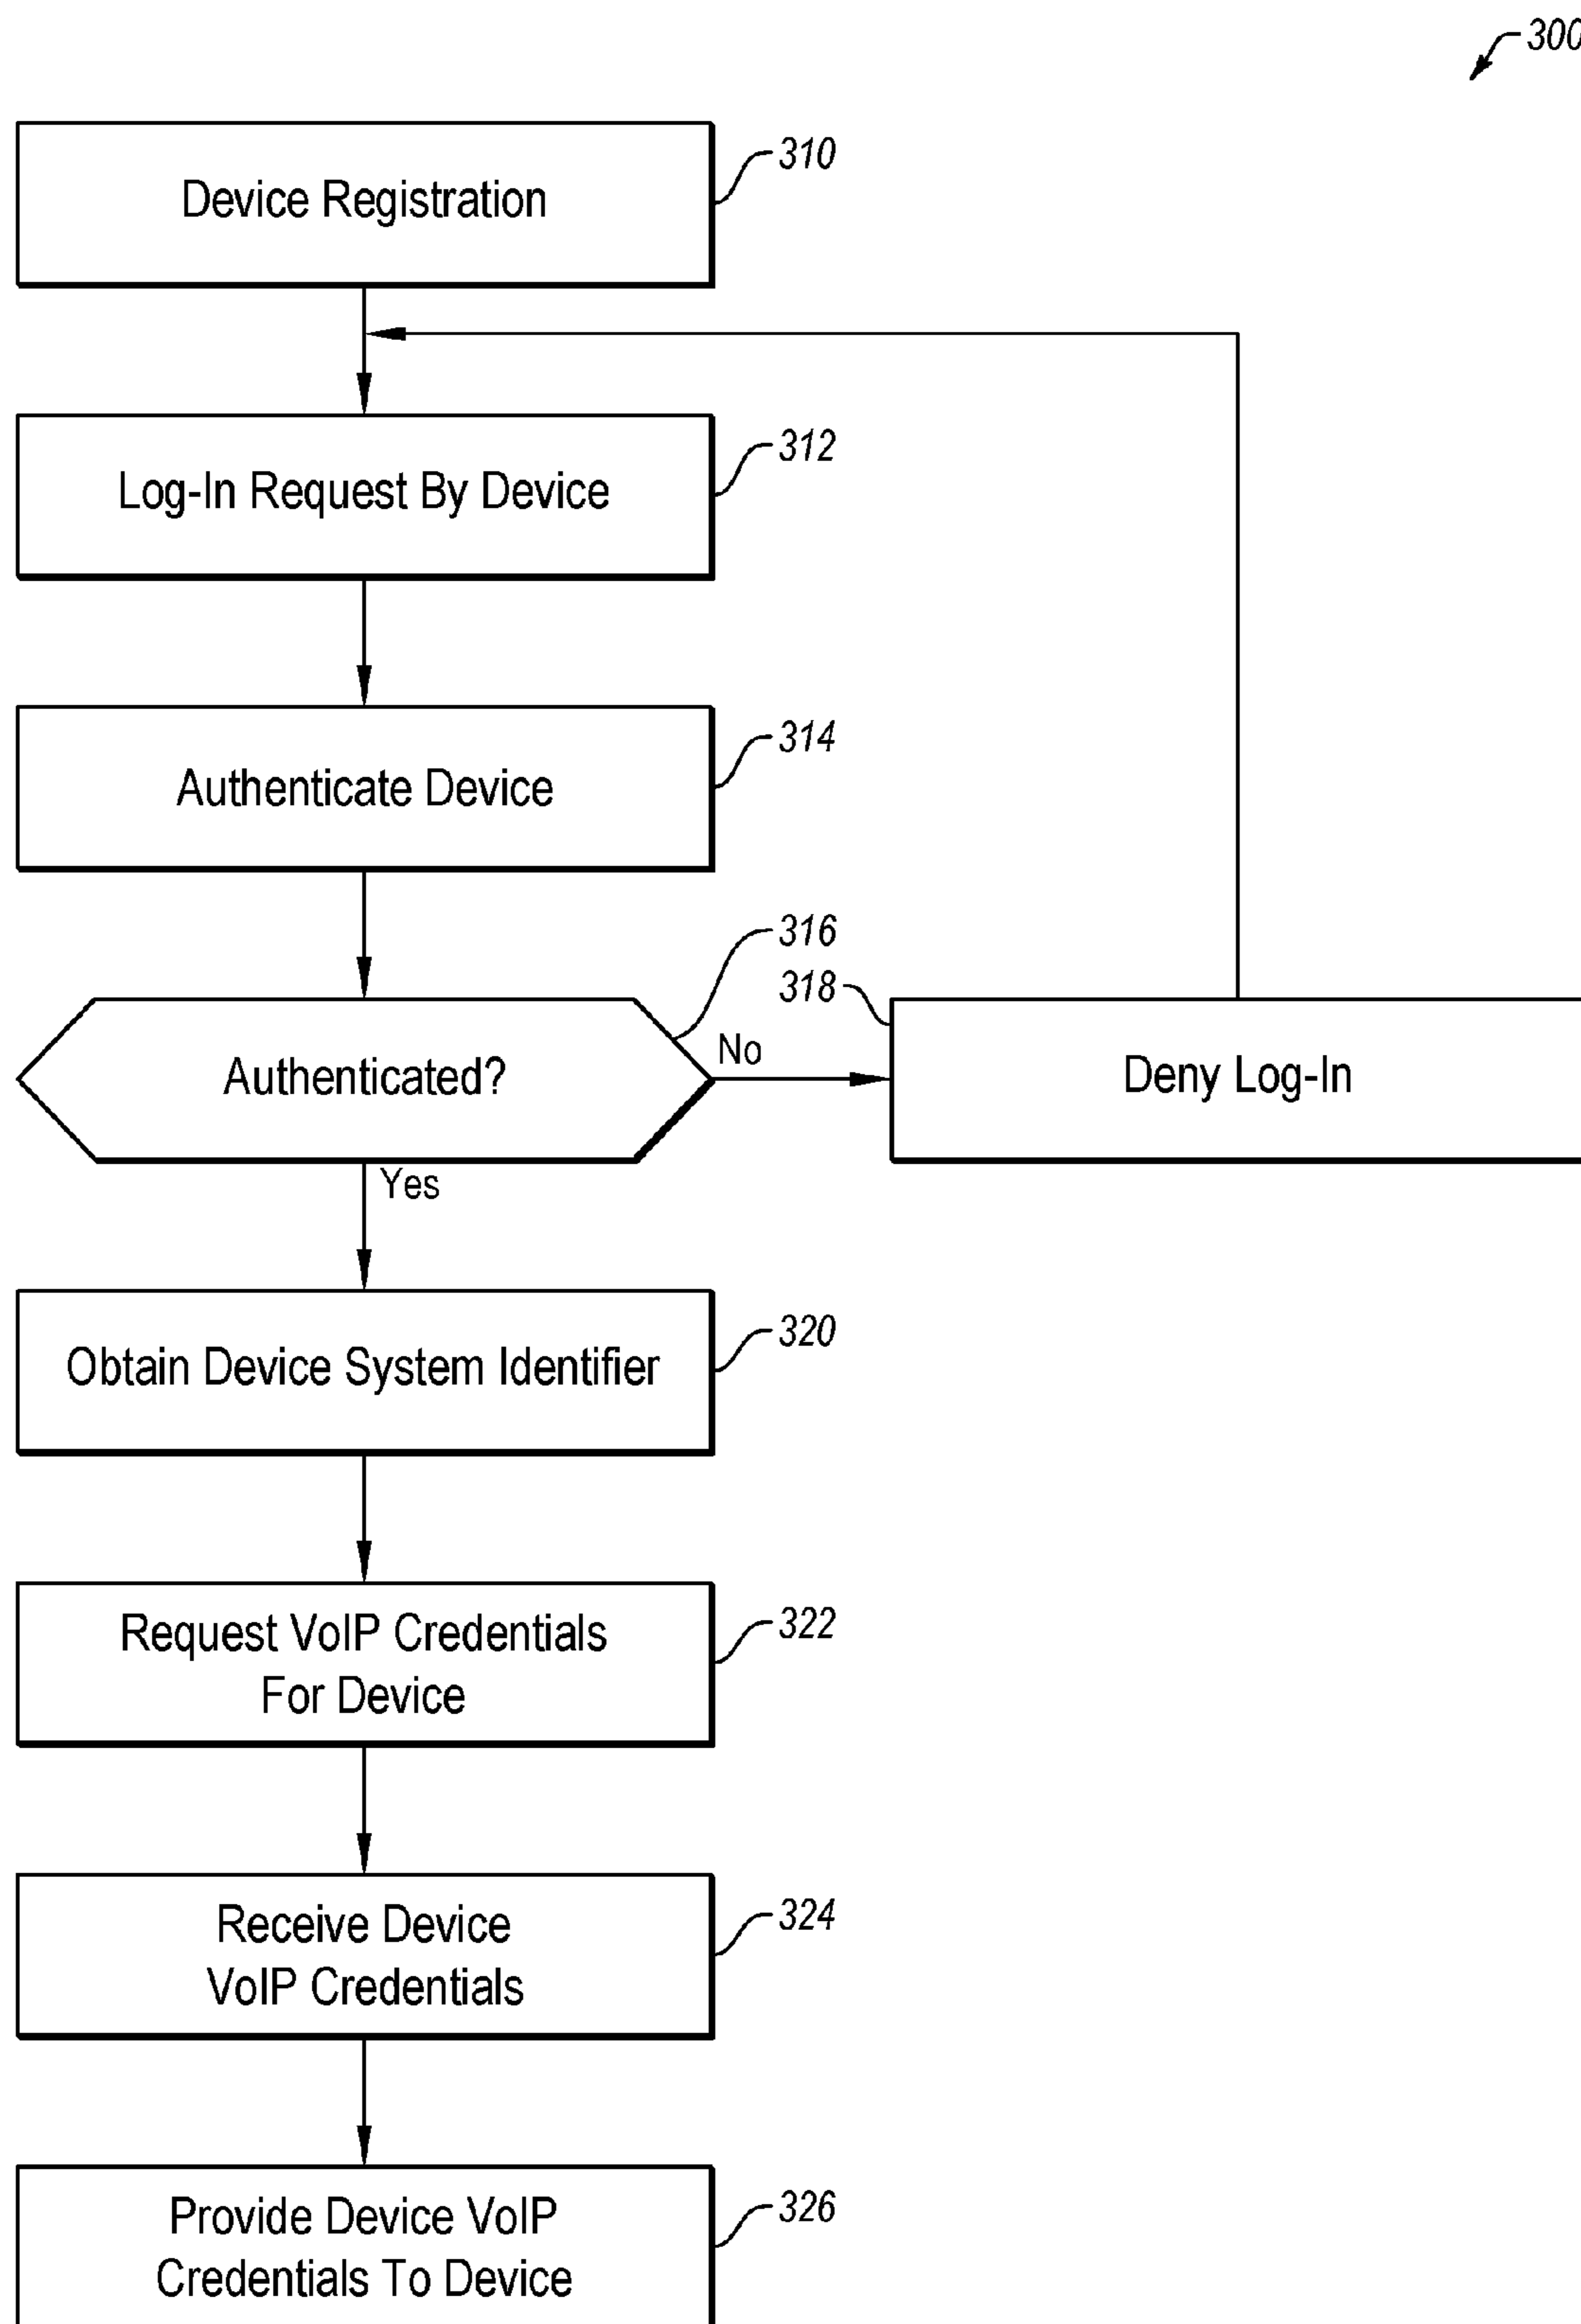 300
Device Registration
310
Log-In Request By Device
312
Authenticate Device
314
316
318
Authenticated?
No
Deny Log-In
Yes
Obtain Device System Identifier
320
Request VoIP Credentials
For Device
322
Receive Device
VoIP Credentials
324
Provide Device VoIP
Credentials To Device
326